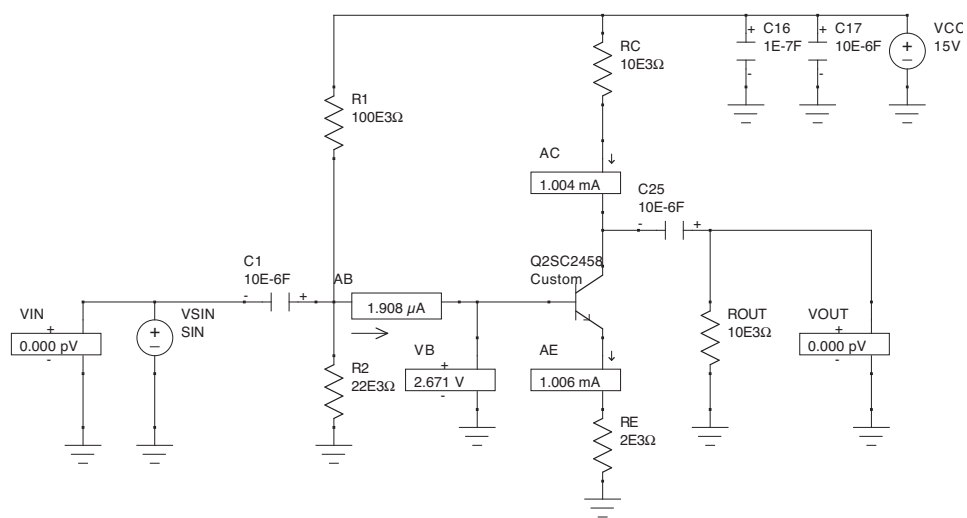 C16
1E-7F
C17
10E-6F
VCC
15V
RC
10E3Ω
R1
100E3Ω
AC
1.004 mA
C25
10E-6F
Q2SC2458
Custom
C1
10E-6F
AB
1.908 µA
VIN
0.000 pV
VSIN
SIN
R2
22E3Ω
VB
2.671 V
AE
1.006 mA
RE
2E3Ω
ROUT
10E3Ω
VOUT
0.000 pV